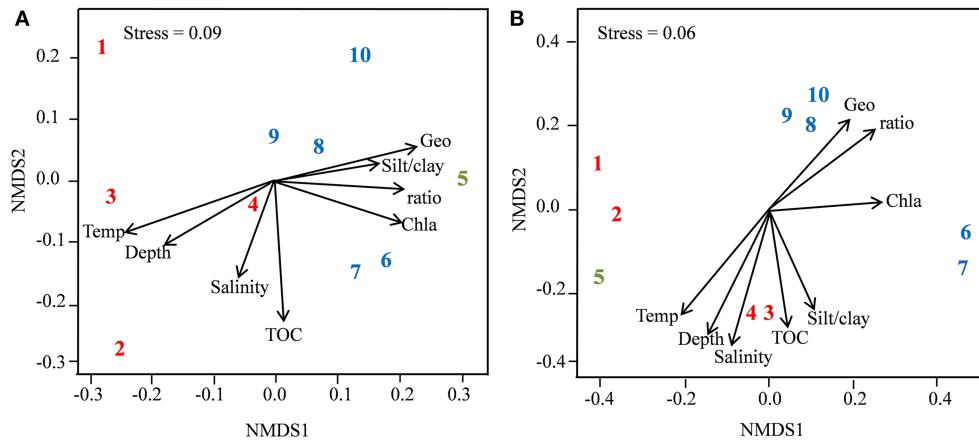 A
Stress = 0.09
0.2
0.1
0.0
-0.1
-0.2
-0.3
NMDS2
1
10
9
8
Geo
Silt/clay
5
3
4
ratio
Chla
Temp
Depth
7
6
Salinity
TOC
2
-0.3
-0.2
-0.1
0.0
0.1
0.2
0.3
NMDS1
B
Stress = 0.06
0.4
0.2
0.0
-0.2
-0.4
NMDS2
10
Geo
9
8
ratio
1
2
Chla
6
5
7
Temp
4
3
Silt/clay
Depth
TOC
Salinity
-0.4
-0.2
0.0
0.2
0.4
NMDS1